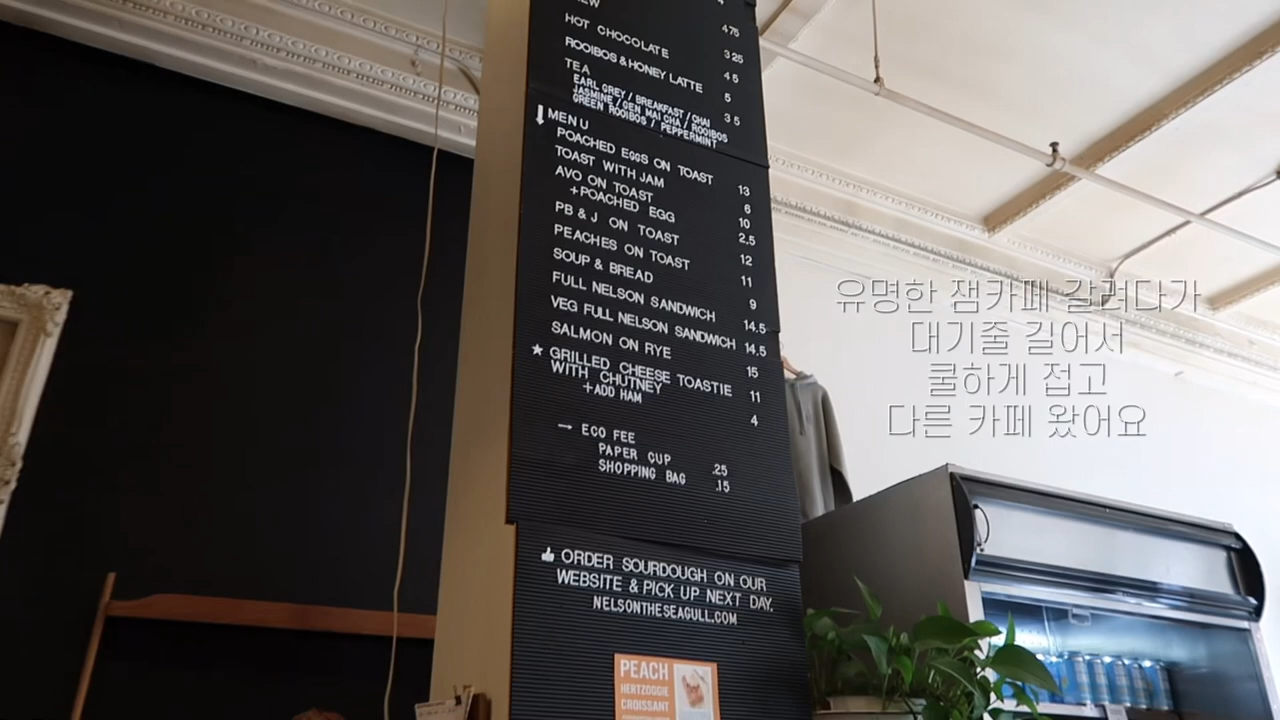 4
HOT CHOCOLATE 475
ROOIBOS & HONEY LATTE 325
TEA 45
EARL GREY / BREAKFAST / CHAI 5
JASMINE / GEN MAI CHA / ROOIBOS 35
GREEN ROOIBOS / PEPPERMINT
MENU
POACHED EGGS ON TOAST 13
TOAST WITH JAM 6
AVO ON TOAST 10
+POACHED EGG 2.5
PB & J ON TOAST 12
PEACHES ON TOAST 11
SOUP & BREAD 9
FULL NELSON SANDWICH 14.5
VEG FULL NELSON SANDWICH 14.5
SALMON ON RYE 15
★ GRILLED CHEESE TOASTIE 11
WITH CHUTNEY
+ADD HAM 4
→ ECO FEE
PAPER CUP .25
SHOPPING BAG .15
ORDER SOURDOUGH ON OUR
WEBSITE & PICK UP NEXT DAY.
NELSONTHESEAGULL.COM
PEACH
HERTZOGGIE
CROISSANT
유명한 잼카페 갈려다가
대기줄 길어서
쿨하게 접고
다른 카페 왔어요